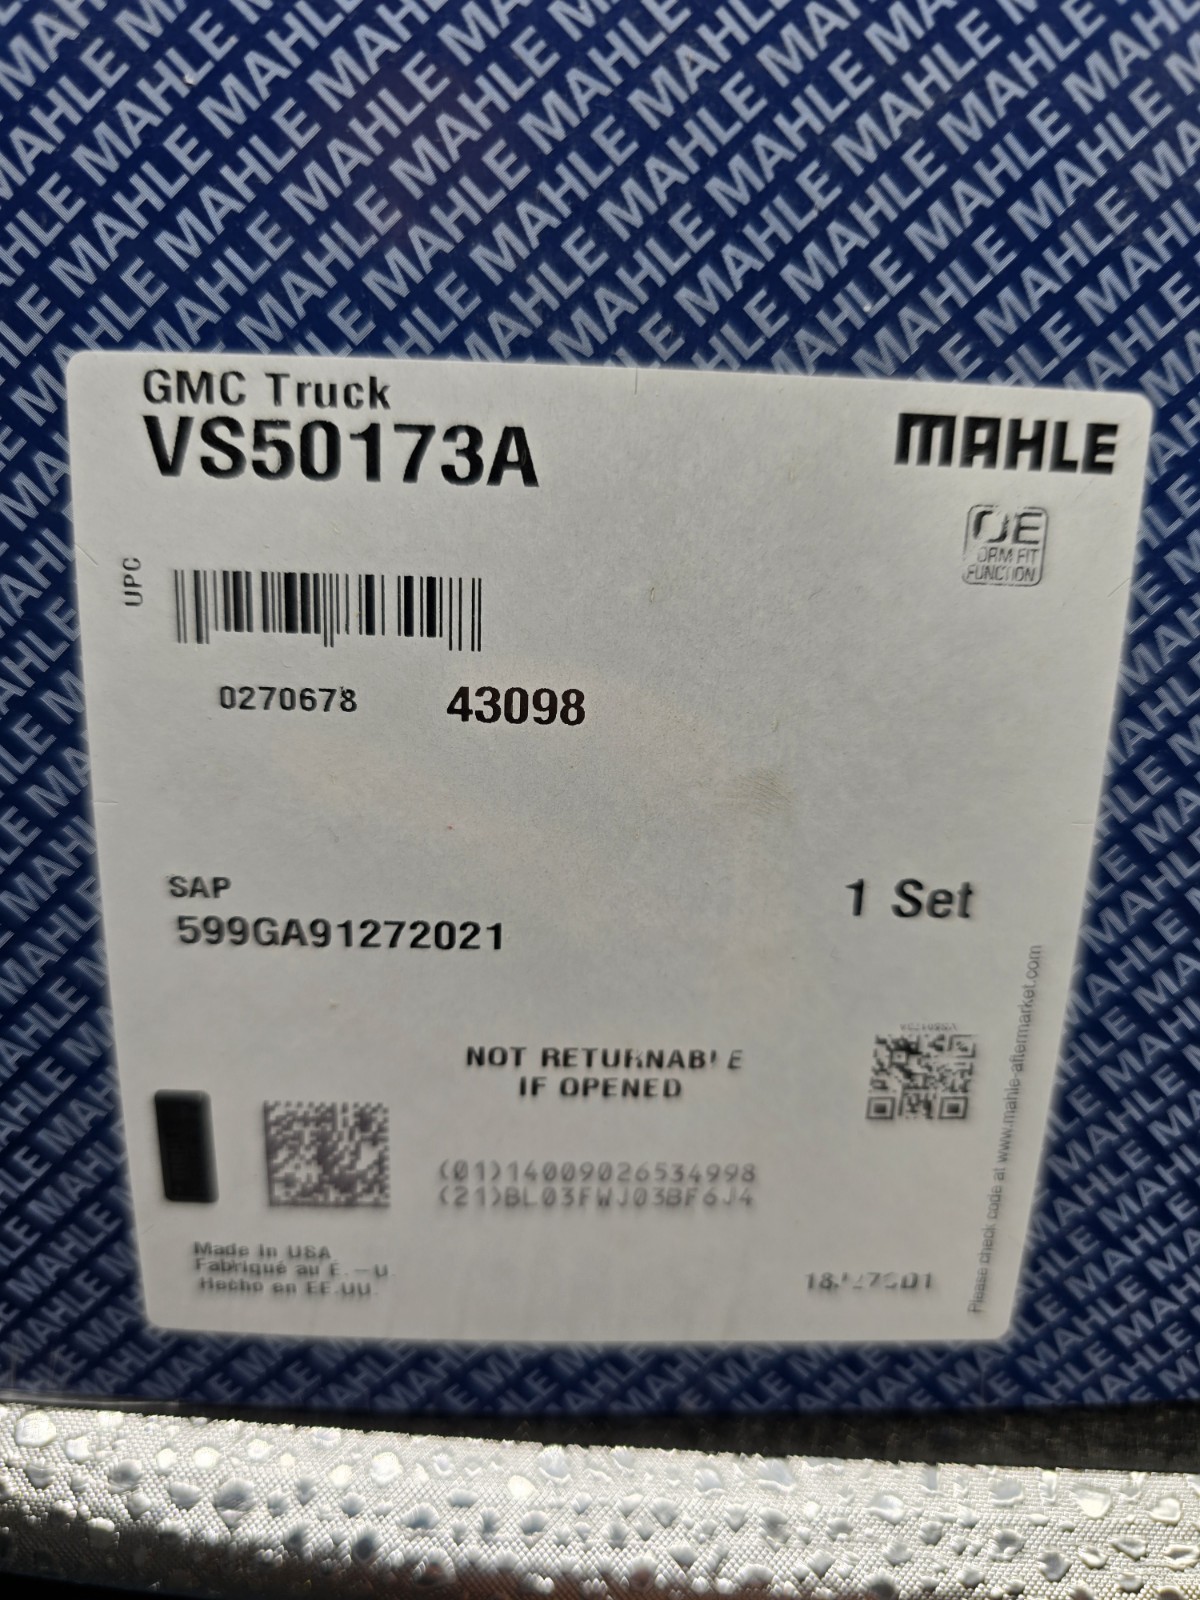 GMC Truck
VS50173A
MAHLE
OE
FORM FIT
FUNCTION
UPC
0270678 43098
SAP
599GA91272021
1 Set
NOT RETURNABLE
IF OPENED
(01)14009026534998
(21)BL03FWJ03BF6J4
Made in USA
Fabriqué au É.-U.
Hecho en EE.UU.
Please check code at www.mahle-aftermarket.com